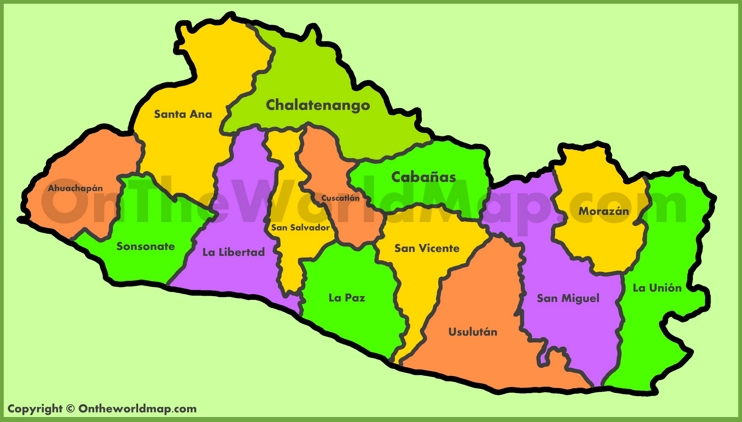 Chalatenango
Santa Ana
Ahuachapán
Cabañas
Cuscatlán
OnTheWorldMap.com
Morazán
San Salvador
Sonsonate
La Libertad
San Vicente
La Unión
La Paz
San Miguel
Usulután
Copyright © Ontheworldmap.com